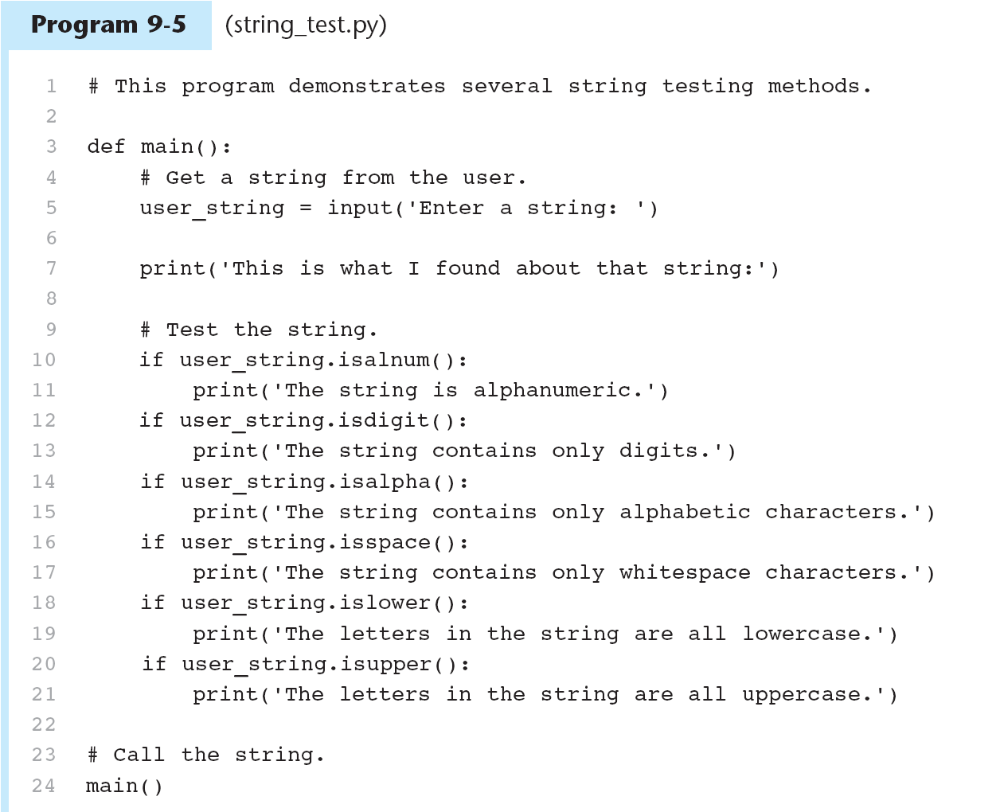 Program 9-5 (string_test.py)
1 # This program demonstrates several string testing methods.
2
3 def main():
4     # Get a string from the user.
5     user_string = input('Enter a string: ')
6
7     print('This is what I found about that string:')
8
9     # Test the string.
10     if user_string.isalnum():
11         print('The string is alphanumeric.')
12     if user_string.isdigit():
13         print('The string contains only digits.')
14     if user_string.isalpha():
15         print('The string contains only alphabetic characters.')
16     if user_string.isspace():
17         print('The string contains only whitespace characters.')
18     if user_string.islower():
19         print('The letters in the string are all lowercase.')
20     if user_string.isupper():
21         print('The letters in the string are all uppercase.')
22
23 # Call the string.
24 main()